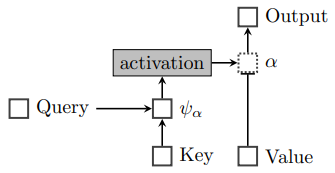 Output
activation
α
Query
ψα
Key
Value